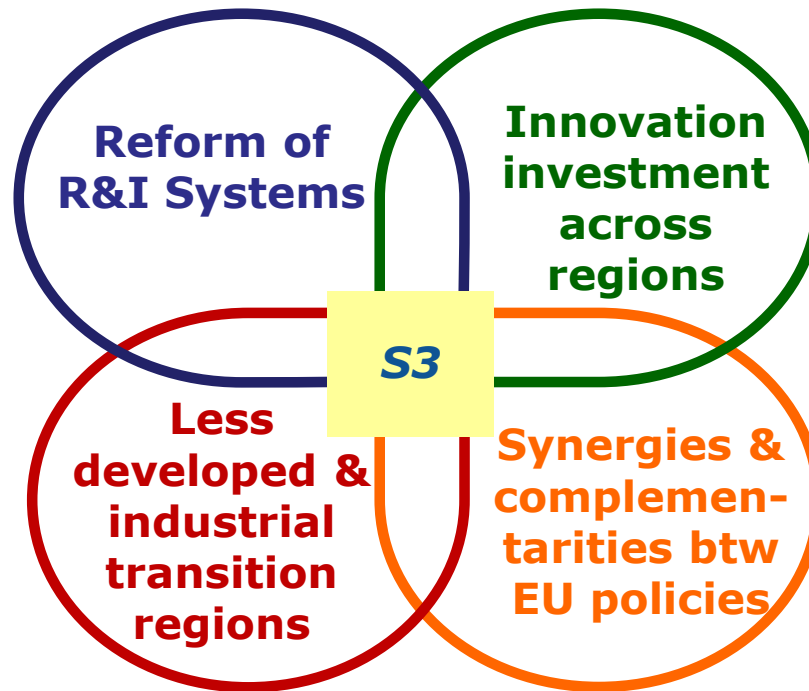 Reform of
R&I Systems
Innovation
investment
across
regions
S3
Less
developed &
industrial
transition
regions
Synergies &
complemen-
tarities btw
EU policies